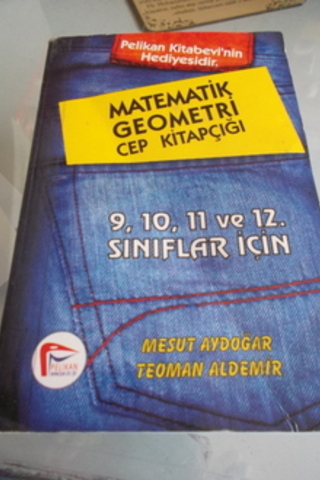 Pelikan Kitabevi'nin
Hediyesidir.
MATEMATİK
GEOMETRİ
CEP KİTAPÇIĞI
9, 10, 11 ve 12.
SINIFLAR İÇİN
MESUT AYDOĞAR
TEOMAN ALDEMİR
PELİKAN